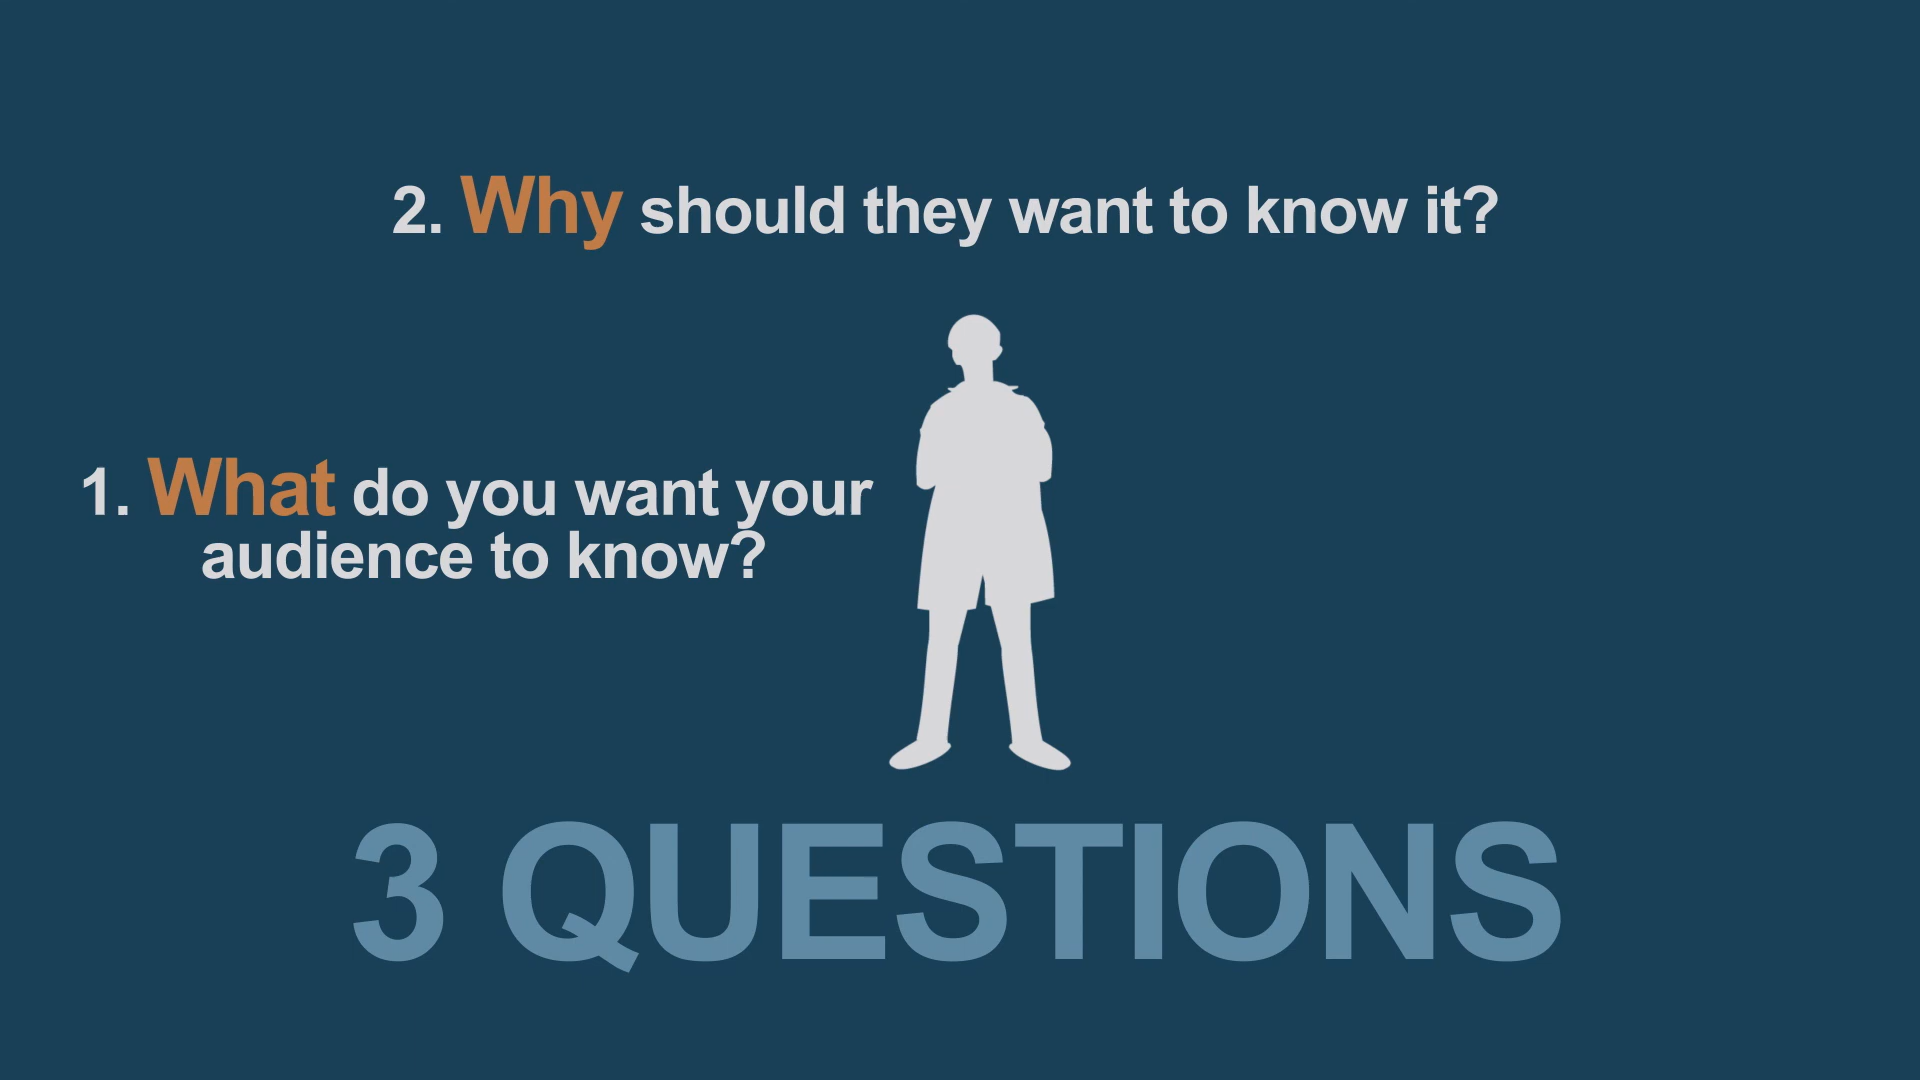 2. Why should they want to know it?
1. What do you want your
audience to know?
3 QUESTIONS